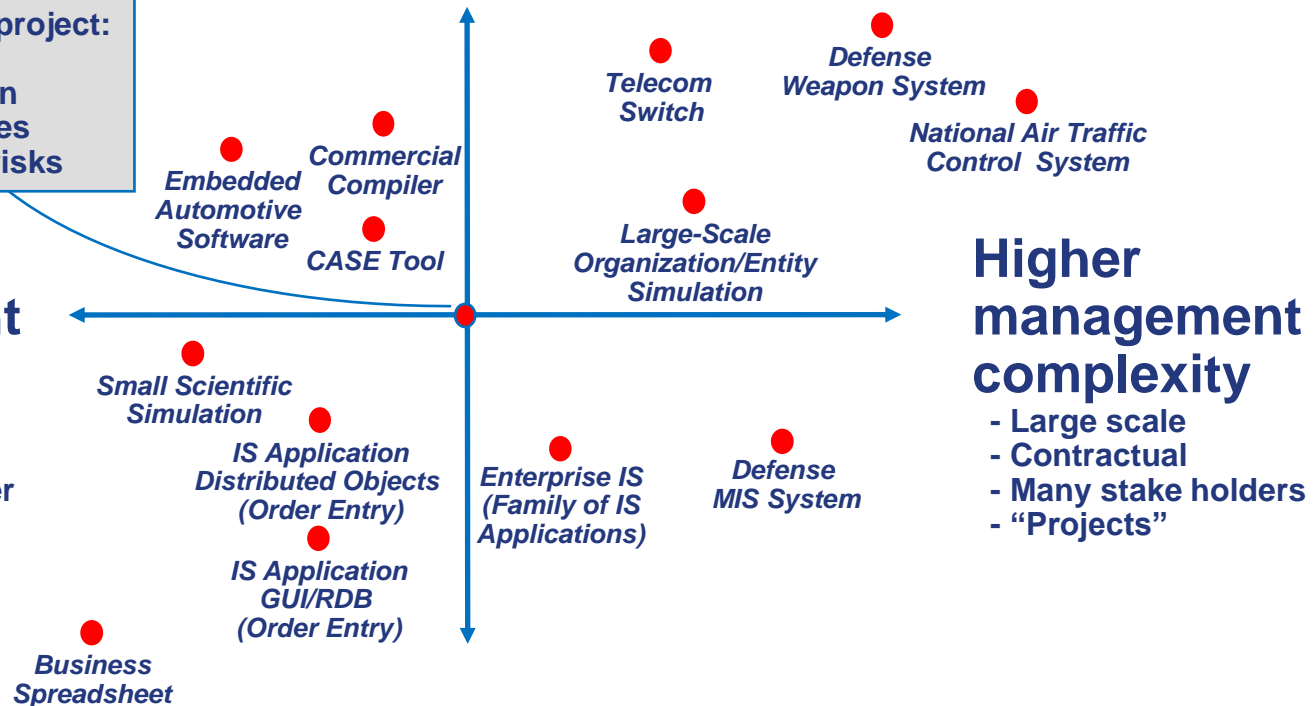 project:
Defense
Weapon System
Telecom
Switch
National Air Traffic
Control System
Commercial
Compiler
Embedded
Automotive
Software
CASE Tool
Large-Scale
Organization/Entity
Simulation
Higher
management
complexity
- Large scale
- Contractual
- Many stake holders
- “Projects”
Small Scientific
Simulation
IS Application
Distributed Objects
(Order Entry)
Enterprise IS
(Family of IS
Applications)
Defense
MIS System
IS Application
GUI/RDB
(Order Entry)
Business
Spreadsheet